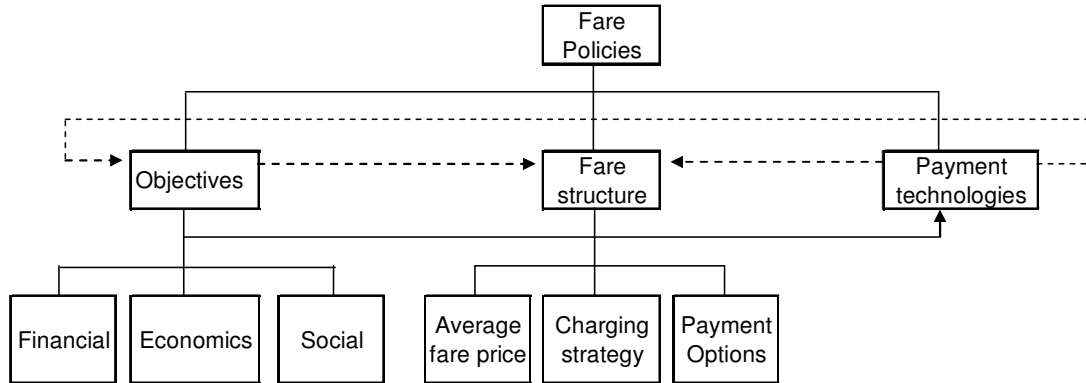 Fare
Policies
Objectives
Fare
structure
Payment
technologies
Financial
Economics
Social
Average
fare price
Charging
strategy
Payment
Options